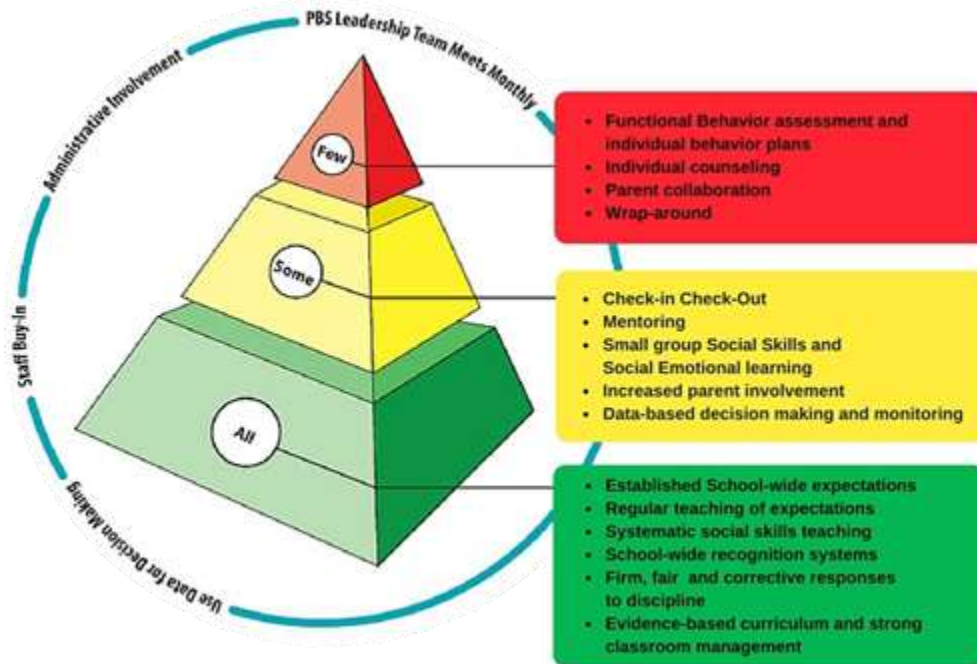 PBS Leadership Team Meets Monthly
Administrative Involvement
Staff Buy-In
Use Data for Decision Making
Few
• Functional Behavior assessment and
individual behavior plans
• Individual counseling
• Parent collaboration
• Wrap-around
Some
• Check-in Check-Out
• Mentoring
• Small group Social Skills and
Social Emotional learning
• Increased parent involvement
• Data-based decision making and monitoring
All
• Established School-wide expectations
• Regular teaching of expectations
• Systematic social skills teaching
• School-wide recognition systems
• Firm, fair and corrective responses
to discipline
• Evidence-based curriculum and strong
classroom management